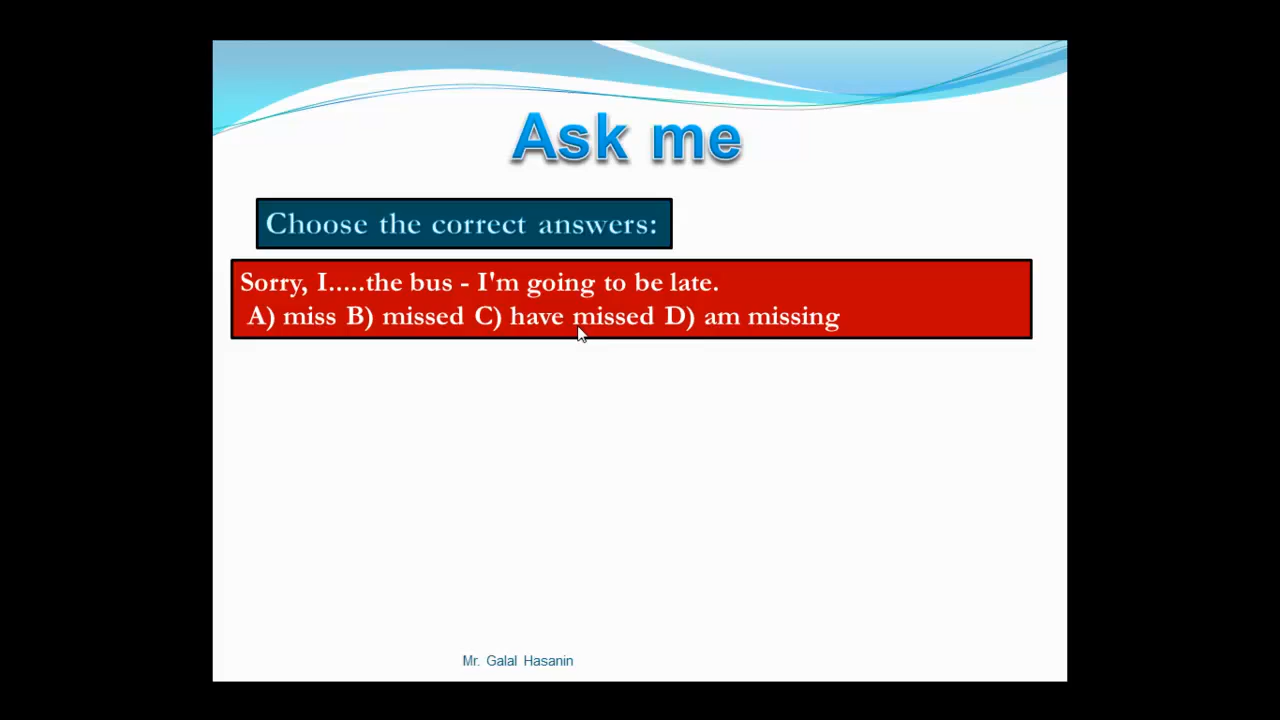 Ask me
Choose the correct answers:
Sorry, I.....the bus - I'm going to be late.
A) miss B) missed C) have missed D) am missing
Mr. Galal Hasanin